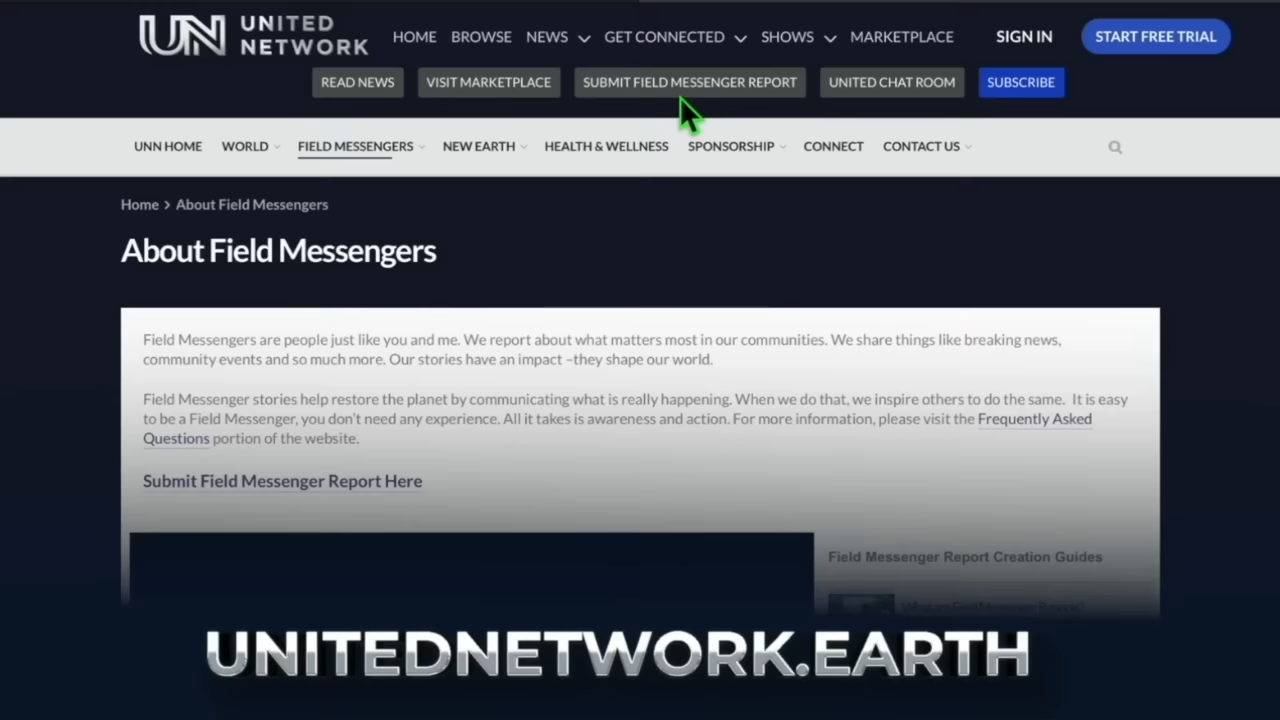 UN UNITED NETWORK HOME BROWSE NEWS GET CONNECTED SHOWS MARKETPLACE SIGN IN START FREE TRIAL
READ NEWS VISIT MARKETPLACE SUBMIT FIELD MESSENGER REPORT UNITED CHAT ROOM SUBSCRIBE
UNN HOME WORLD FIELD MESSENGERS NEW EARTH HEALTH & WELLNESS SPONSORSHIP CONNECT CONTACT US
Home > About Field Messengers
About Field Messengers
Field Messengers are people just like you and me. We report about what matters most in our communities. We share things like breaking news,
community events and so much more. Our stories have an impact –they shape our world.
Field Messenger stories help restore the planet by communicating what is really happening. When we do that, we inspire others to do the same. It is easy
to be a Field Messenger, you don't need any experience. All it takes is awareness and action. For more information, please visit the Frequently Asked
Questions portion of the website.
Submit Field Messenger Report Here
Field Messenger Report Creation Guides
UNITEDNETWORK.EARTH